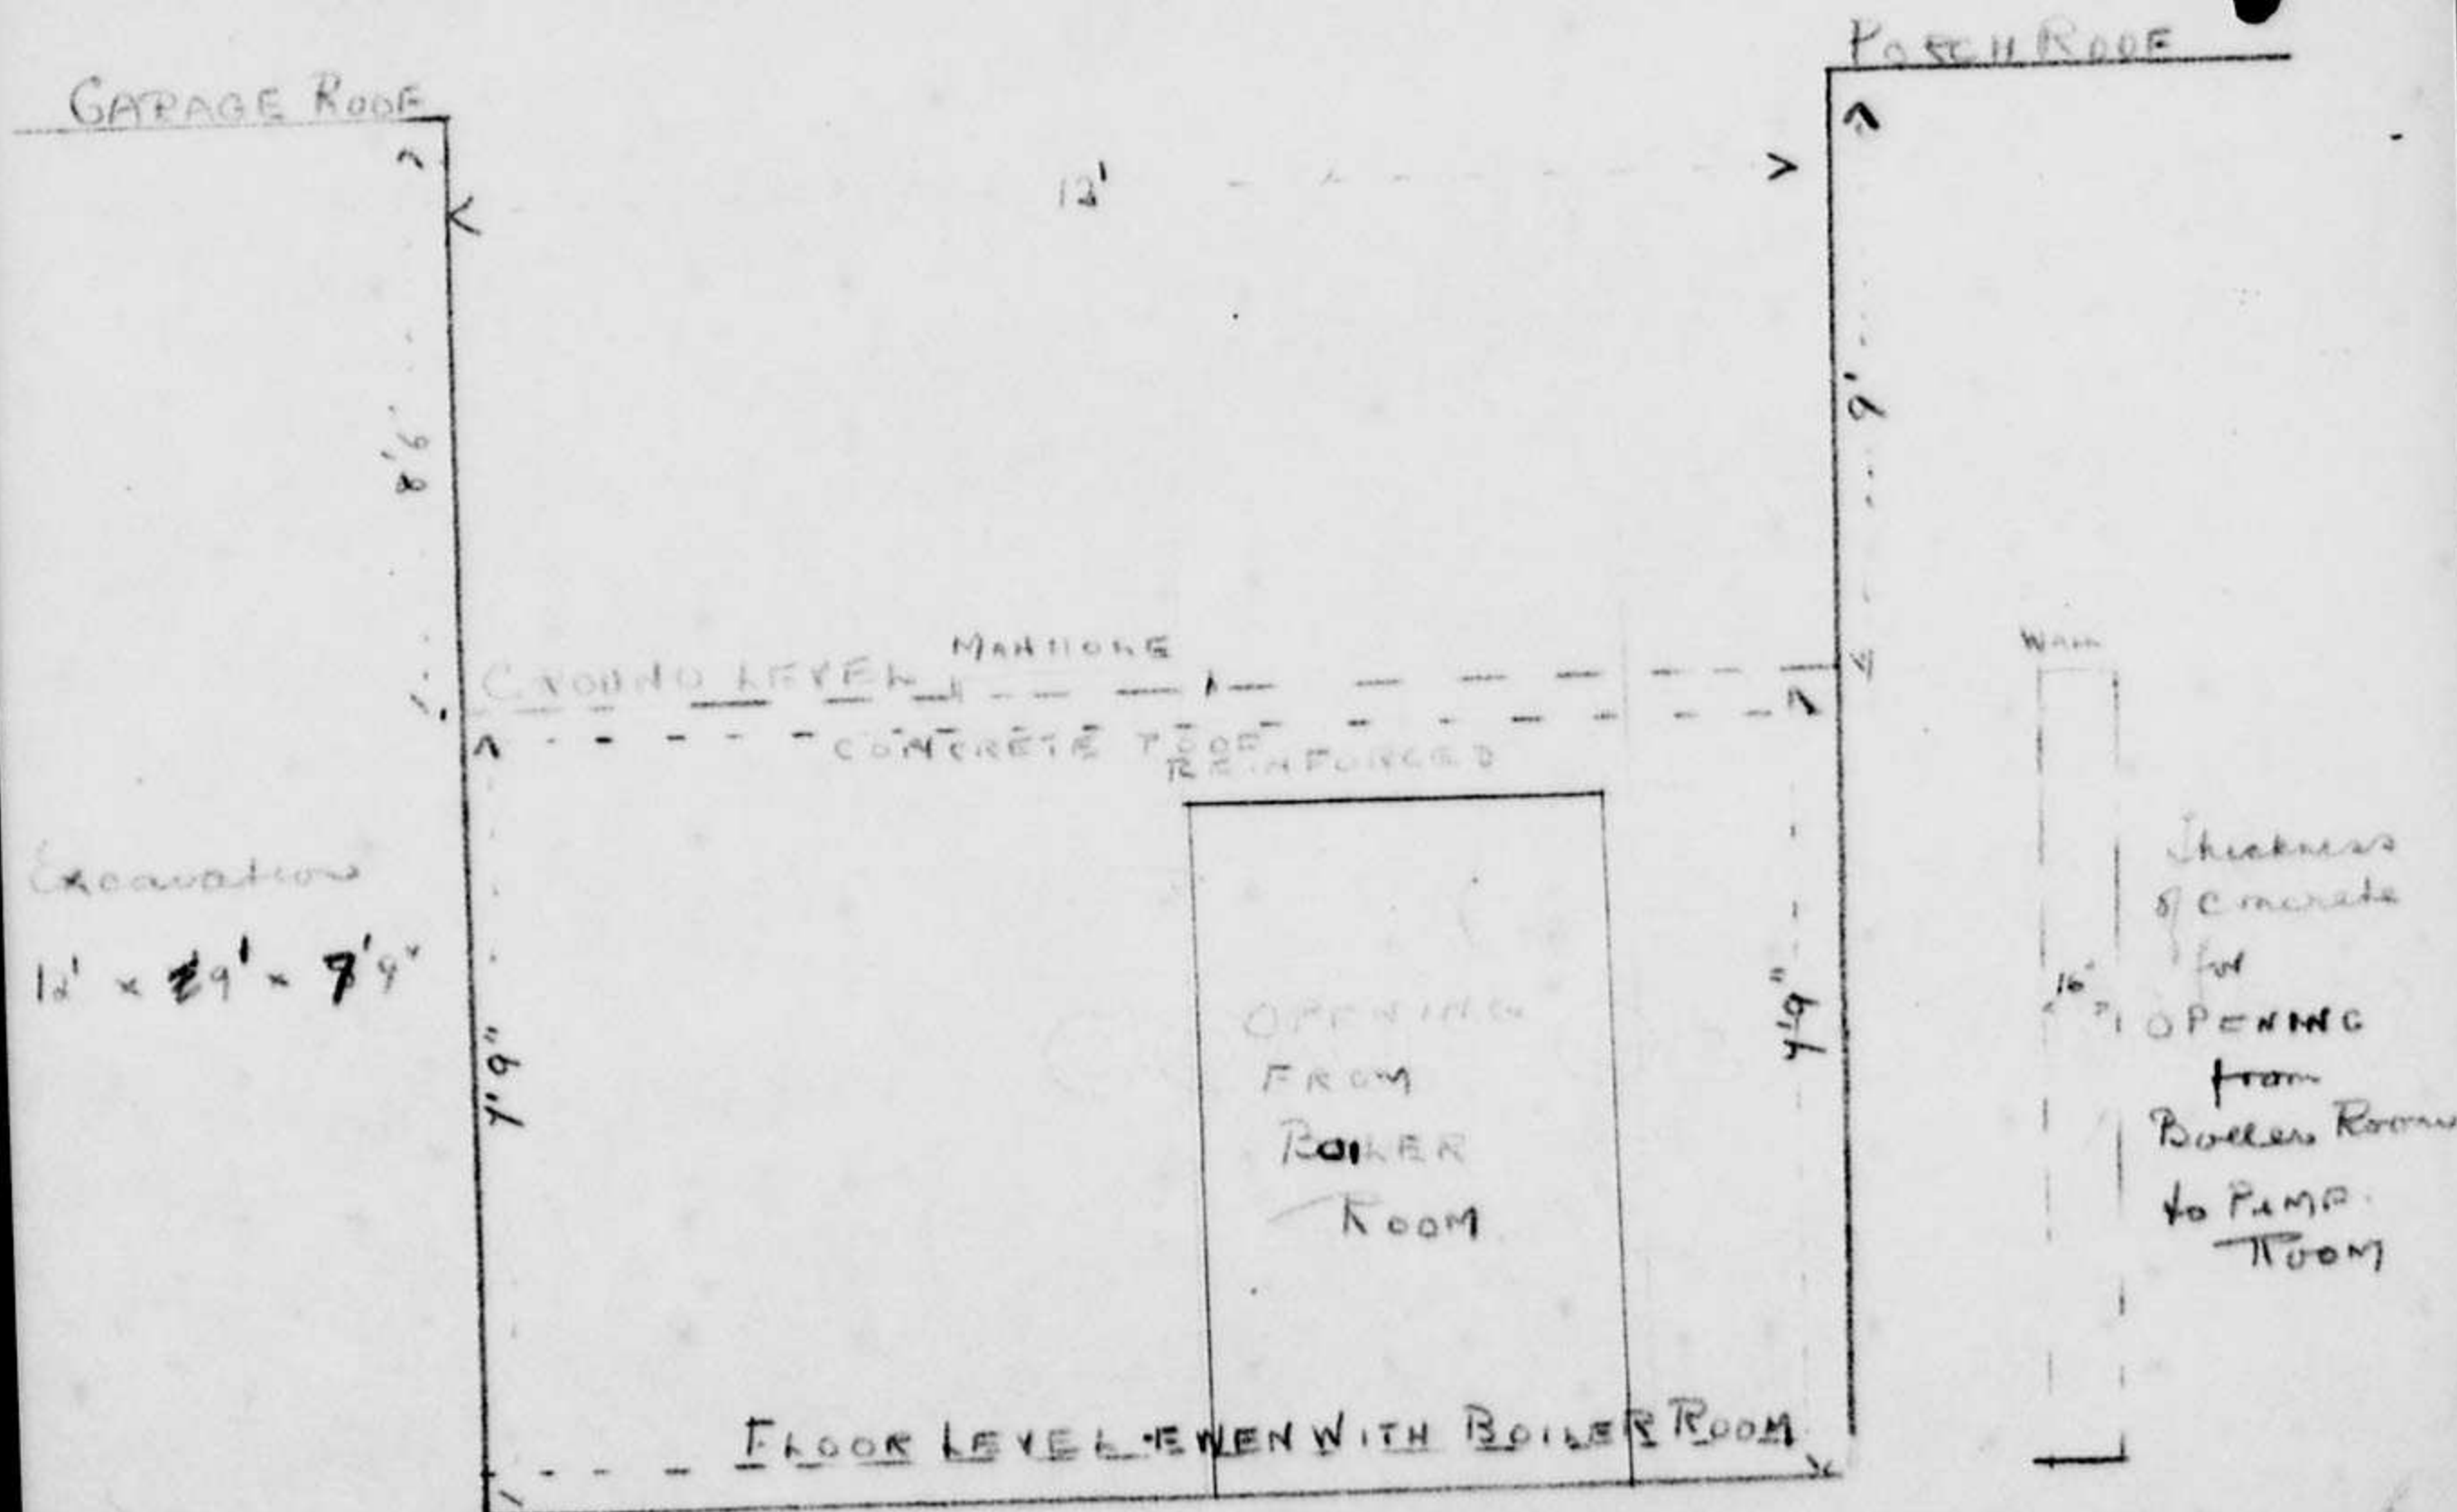 PORCH ROOF
GARAGE ROOF
12'
8'6
9'
MANHOLE
GROUND LEVEL
WALL
CONCRETE ROOF
REINFORCED
Excavation
12' x 9' x 7'9"
7'9"
7'9"
OPENING
FROM
BOILER
ROOM
16"
Thickness
of concrete
for
OPENING
from
Boiler Room
to PUMP
ROOM
FLOOR LEVEL EVEN WITH BOILER ROOM